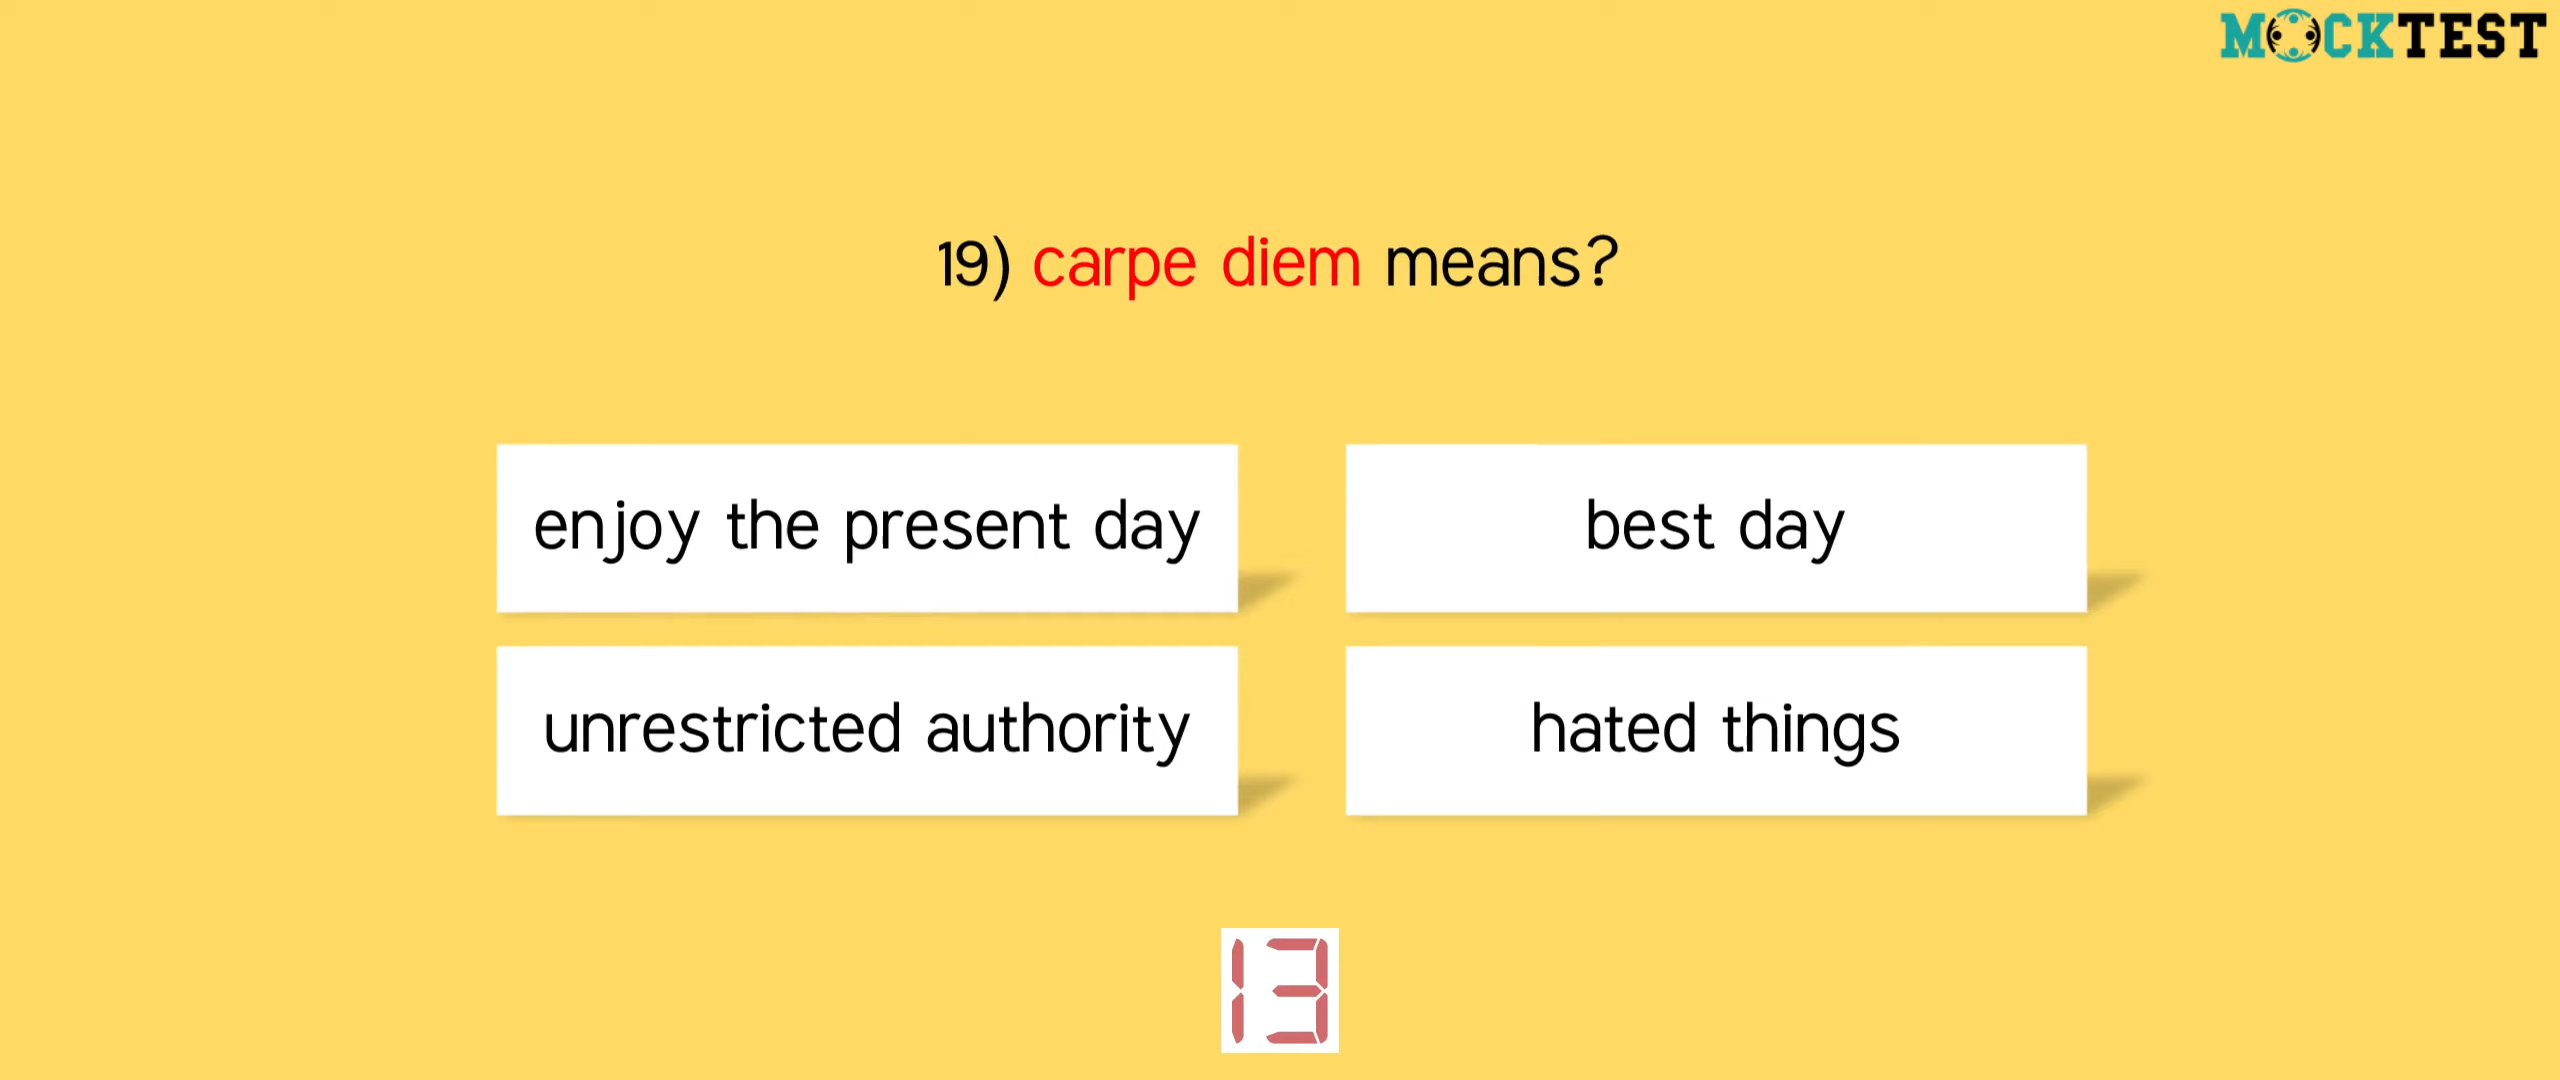 MOCKTEST
19) carpe diem means?
enjoy the present day
best day
unrestricted authority
hated things
13